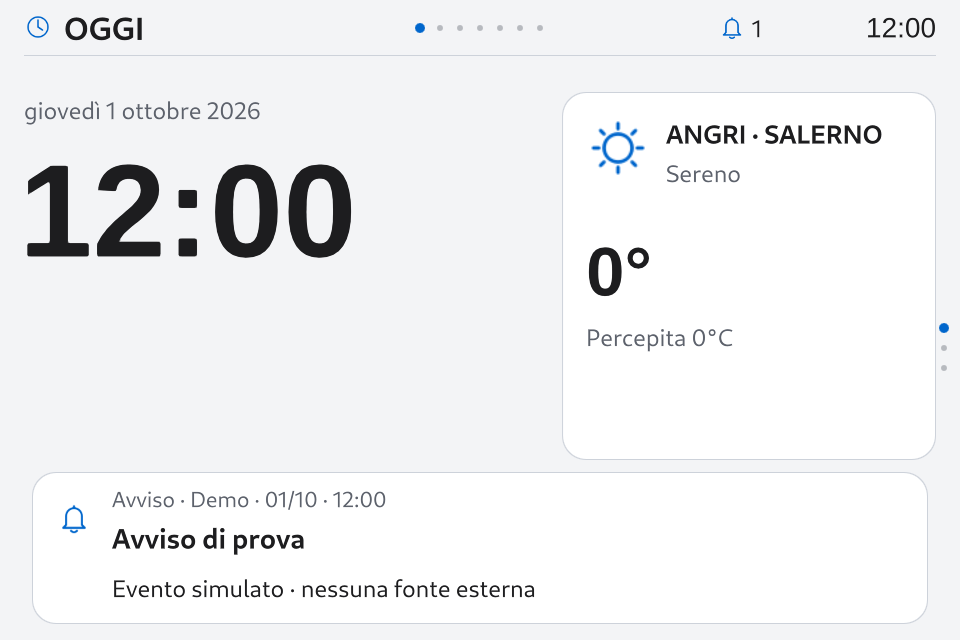 OGGI
1
12:00
giovedì 1 ottobre 2026
12:00
ANGRI · SALERNO
Sereno
0°
Percepita 0°C
Avviso · Demo · 01/10 · 12:00
Avviso di prova
Evento simulato · nessuna fonte esterna